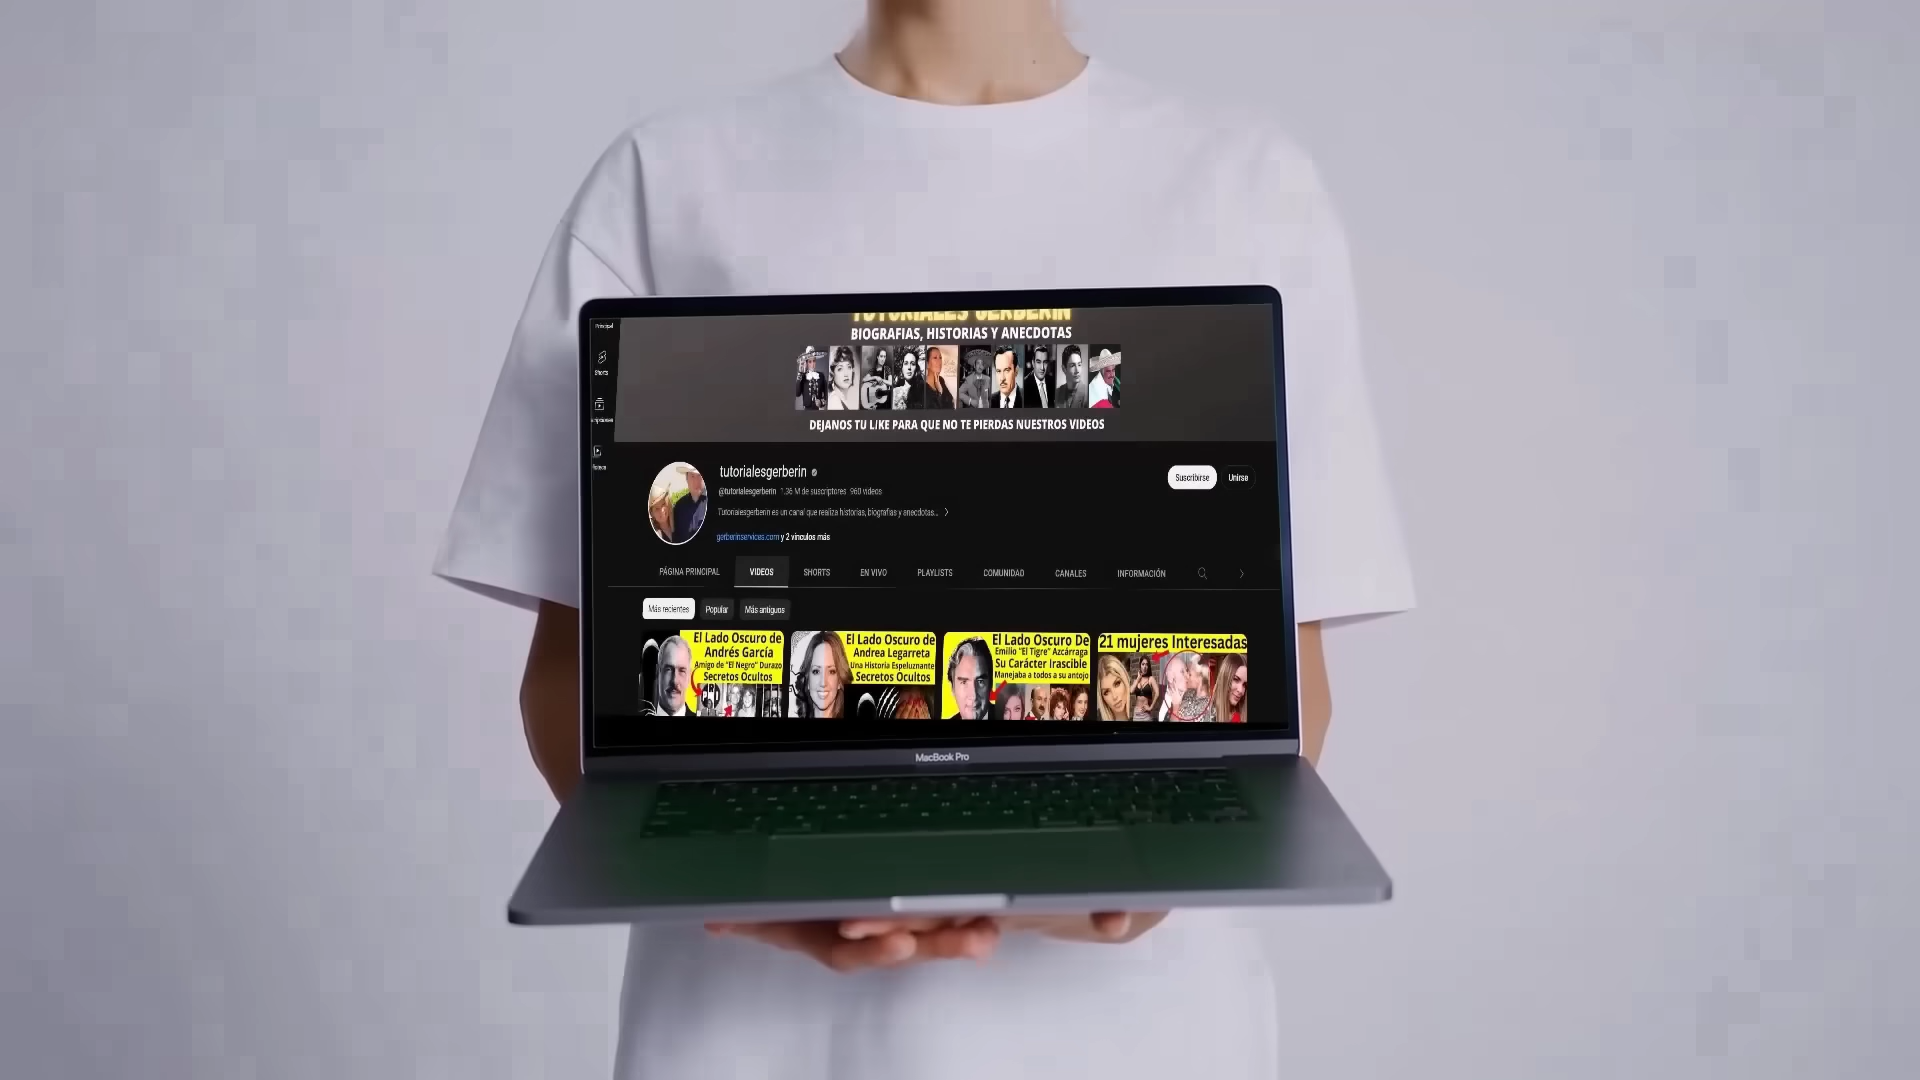 TUTORIALES GERBERIN
BIOGRAFIAS, HISTORIAS Y ANECDOTAS
DEJANOS TU LIKE PARA QUE NO TE PIERDAS NUESTROS VIDEOS
Principal
Shorts
tutorialesgerberin
@tutorialesgerberin 1.36 M de suscriptores 960 videos
Tutorialesgerberin es un canal que realiza historias, biografias y anecdotas...
gerberinservices.com y 2 vínculos más
Suscribirse
Unirse
PÁGINA PRINCIPAL VIDEOS SHORTS EN VIVO PLAYLISTS COMUNIDAD CANALES INFORMACIÓN
Más recientes Popular Más antiguos
El Lado Oscuro de
Andrés García
Amigo de "El Negro" Durazo
Secretos Ocultos
El Lado Oscuro de
Andrea Legarreta
Una Historia Espeluznante
Secretos Ocultos
El Lado Oscuro De
Emilio "El Tigre" Azcárraga
Su Carácter Irascible
Manejaba a todos a su antojo
21 mujeres Interesadas
MacBook Pro